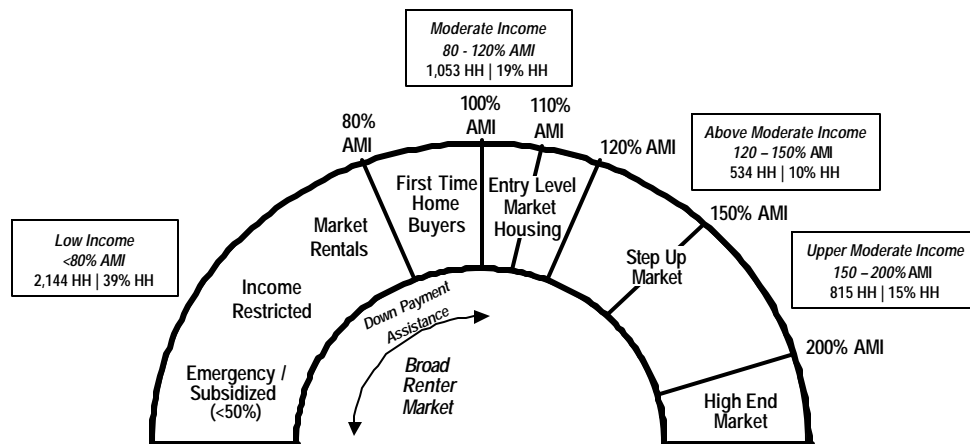 Moderate Income
80 - 120% AMI
1,053 HH | 19% HH
100%
AMI
110%
AMI
80%
AMI
120% AMI
Above Moderate Income
120 – 150% AMI
534 HH | 10% HH
150% AMI
Low Income
<80% AMI
2,144 HH | 39% HH
Upper Moderate Income
150 – 200% AMI
815 HH | 15% HH
200% AMI
Emergency /
Subsidized
(<50%)
Income
Restricted
Market
Rentals
First Time
Home
Buyers
Entry Level
Market
Housing
Step Up
Market
High End
Market
Down Payment
Assistance
Broad
Renter
Market